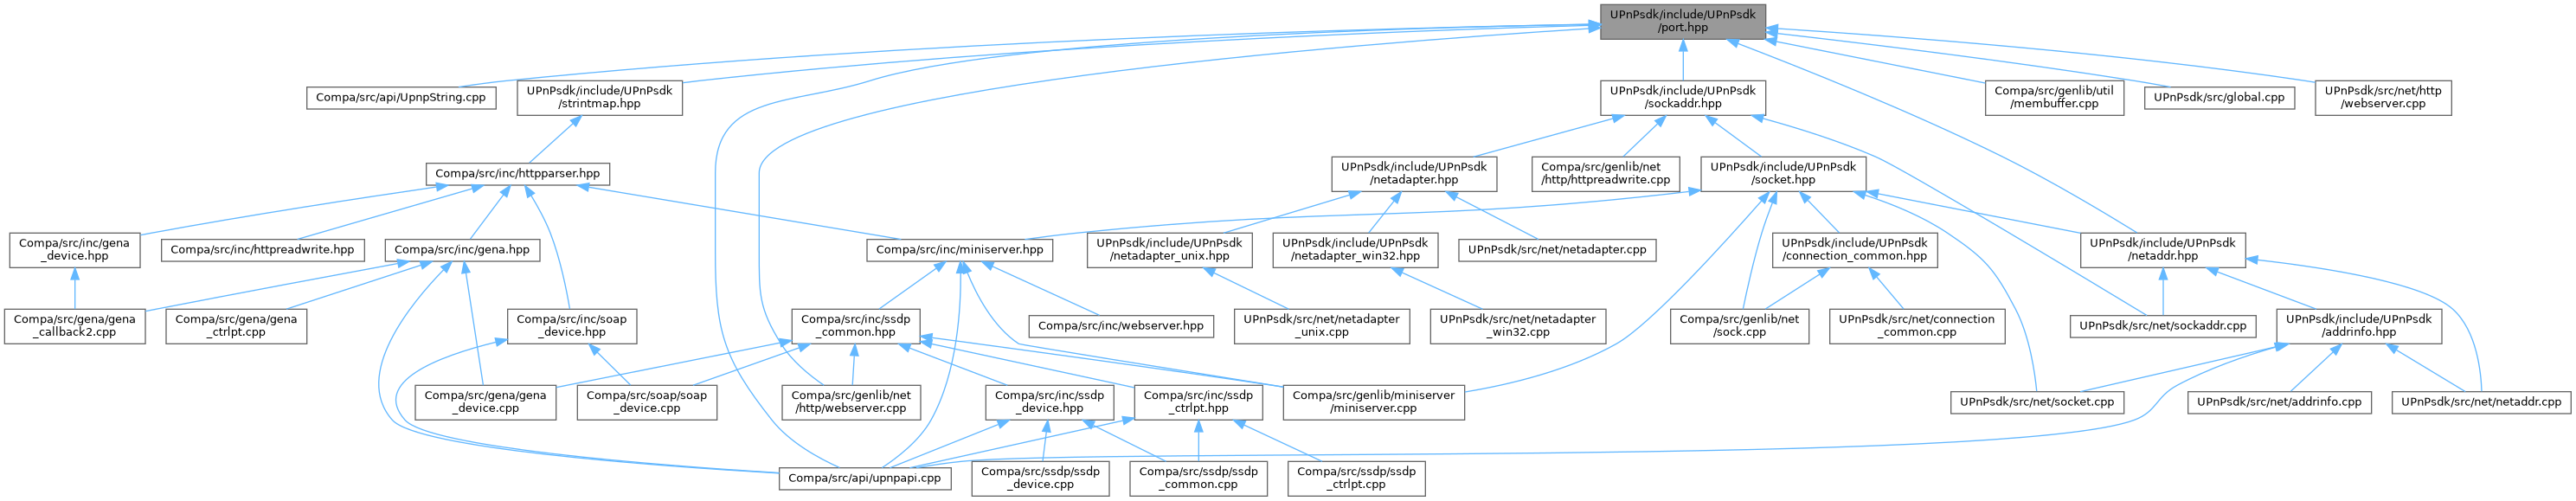 UPnPsdk/include/UPnPsdk
/port.hpp
Compa/src/api/UpnpString.cpp
UPnPsdk/include/UPnPsdk
/strintmap.hpp
UPnPsdk/include/UPnPsdk
/sockaddr.hpp
Compa/src/genlib/util
/membuffer.cpp
UPnPsdk/src/global.cpp
UPnPsdk/src/net/http
/webserver.cpp
Compa/src/inc/httpparser.hpp
UPnPsdk/include/UPnPsdk
/netadapter.hpp
Compa/src/genlib/net
/http/httpreadwrite.cpp
UPnPsdk/include/UPnPsdk
/socket.hpp
Compa/src/inc/gena
_device.hpp
Compa/src/inc/httpreadwrite.hpp
Compa/src/inc/gena.hpp
Compa/src/inc/miniserver.hpp
UPnPsdk/include/UPnPsdk
/netadapter_unix.hpp
UPnPsdk/include/UPnPsdk
/netadapter_win32.hpp
UPnPsdk/src/net/netadapter.cpp
UPnPsdk/include/UPnPsdk
/connection_common.hpp
UPnPsdk/include/UPnPsdk
/netaddr.hpp
Compa/src/gena/gena
_callback2.cpp
Compa/src/gena/gena
_ctrlpt.cpp
Compa/src/inc/soap
_device.hpp
Compa/src/inc/ssdp
_common.hpp
Compa/src/inc/webserver.hpp
UPnPsdk/src/net/netadapter
_unix.cpp
UPnPsdk/src/net/netadapter
_win32.cpp
Compa/src/genlib/net
/sock.cpp
UPnPsdk/src/net/connection
_common.cpp
UPnPsdk/src/net/sockaddr.cpp
UPnPsdk/include/UPnPsdk
/addrinfo.hpp
Compa/src/gena/gena
_device.cpp
Compa/src/soap/soap
_device.cpp
Compa/src/genlib/net
/http/webserver.cpp
Compa/src/inc/ssdp
_device.hpp
Compa/src/inc/ssdp
_ctrlpt.hpp
Compa/src/genlib/miniserver
/miniserver.cpp
UPnPsdk/src/net/socket.cpp
UPnPsdk/src/net/addrinfo.cpp
UPnPsdk/src/net/netaddr.cpp
Compa/src/api/upnpapi.cpp
Compa/src/ssdp/ssdp
_device.cpp
Compa/src/ssdp/ssdp
_common.cpp
Compa/src/ssdp/ssdp
_ctrlpt.cpp